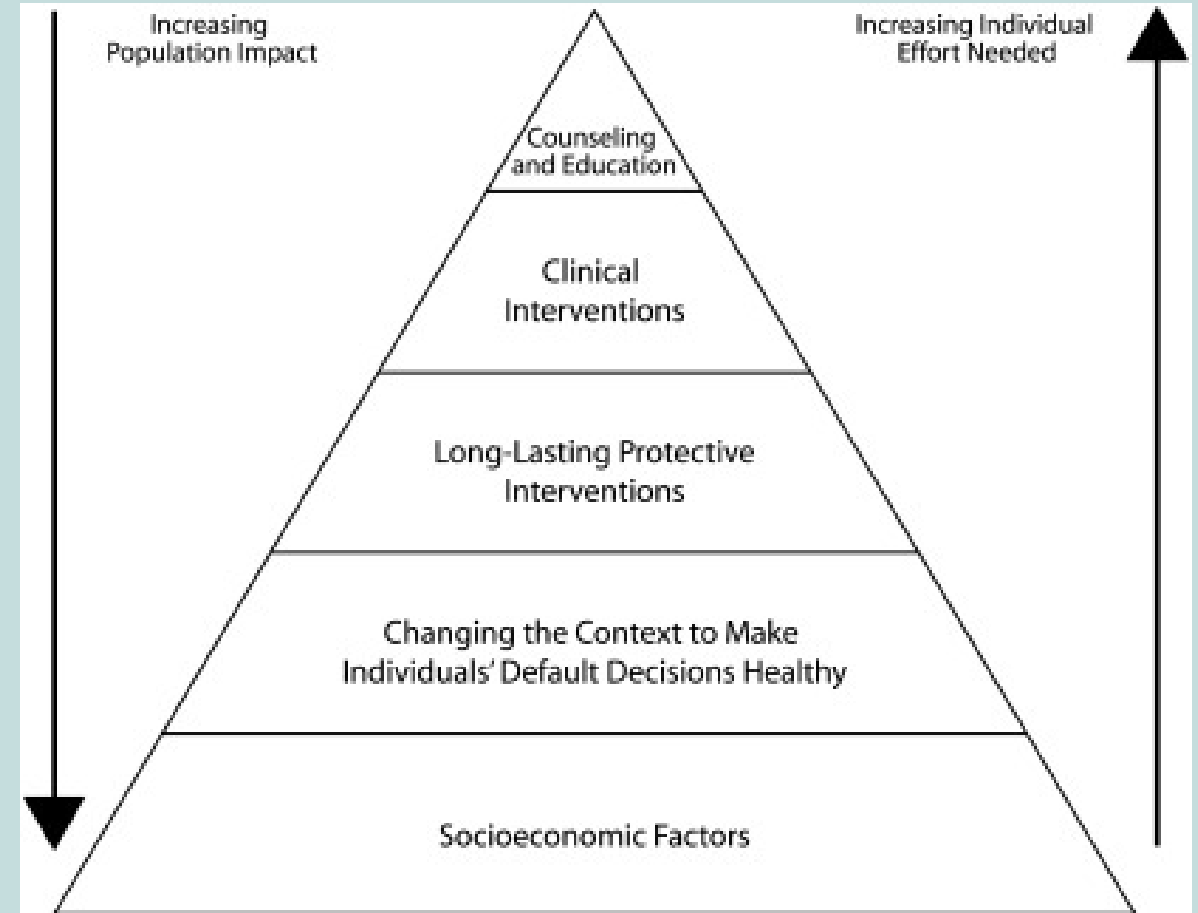 Increasing
Population Impact
Increasing Individual
Effort Needed
Counseling
and Education
Clinical
Interventions
Long-Lasting Protective
Interventions
Changing the Context to Make
Individuals' Default Decisions Healthy
Socioeconomic Factors